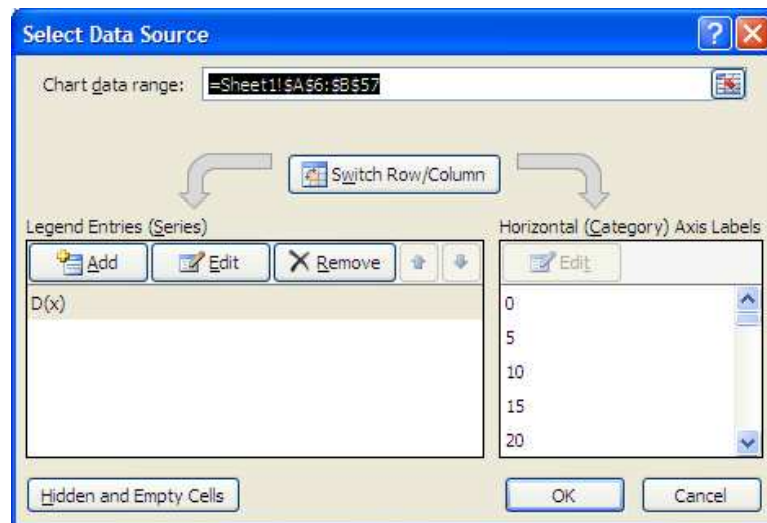 Select Data Source
Chart data range: =Sheet1!$A$6:$B$57
Switch Row/Column
Legend Entries (Series)
Horizontal (Category) Axis Labels
Add Edit Remove
Edit
D(x)
0
5
10
15
20
Hidden and Empty Cells
OK Cancel